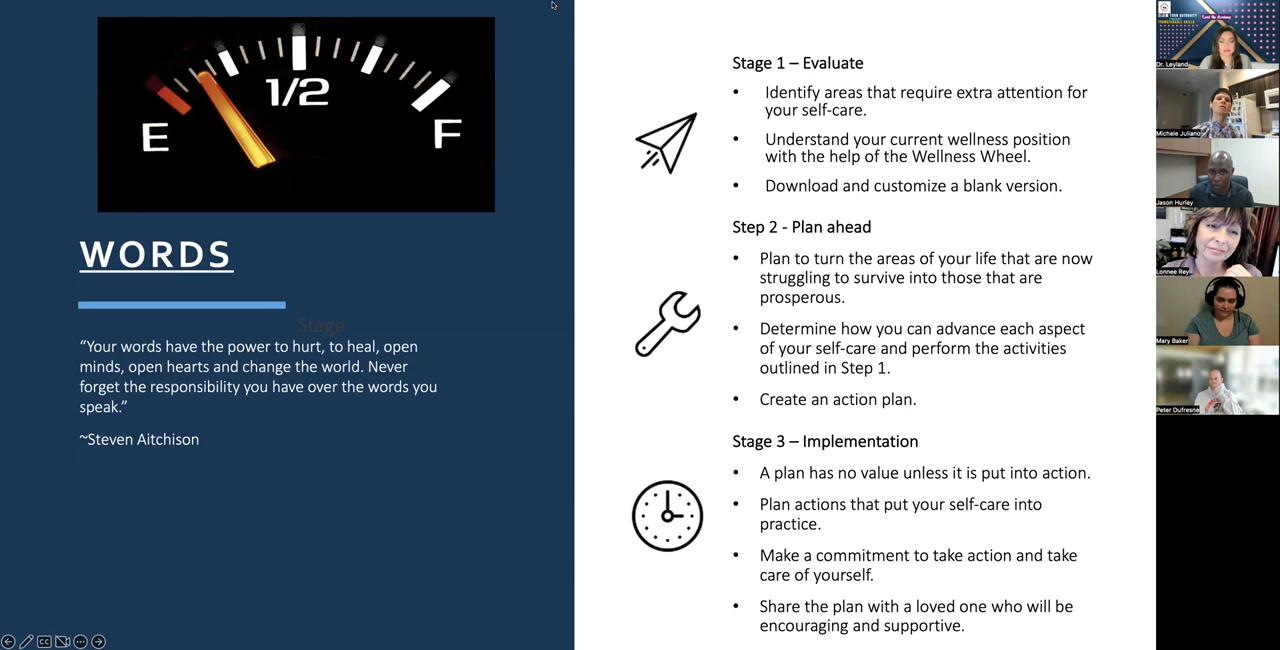 1/2
E
F
WORDS
Stage
“Your words have the power to hurt, to heal, open
minds, open hearts and change the world. Never
forget the responsibility you have over the words you
speak.”
~Steven Aitchison
Stage 1 – Evaluate
• Identify areas that require extra attention for
your self-care.
• Understand your current wellness position
with the help of the Wellness Wheel.
• Download and customize a blank version.
Step 2 - Plan ahead
• Plan to turn the areas of your life that are now
struggling to survive into those that are
prosperous.
• Determine how you can advance each aspect
of your self-care and perform the activities
outlined in Step 1.
• Create an action plan.
Stage 3 – Implementation
• A plan has no value unless it is put into action.
• Plan actions that put your self-care into
practice.
• Make a commitment to take action and take
care of yourself.
• Share the plan with a loved one who will be
encouraging and supportive.
CC
CLAIM YOUR AUTHORITY
TRANSFERABLE SKILLS
Dr. Leyland
Michele Juliano
Jason Hurley
Lonnee Rey
Mary Baker
Peter Dufresne